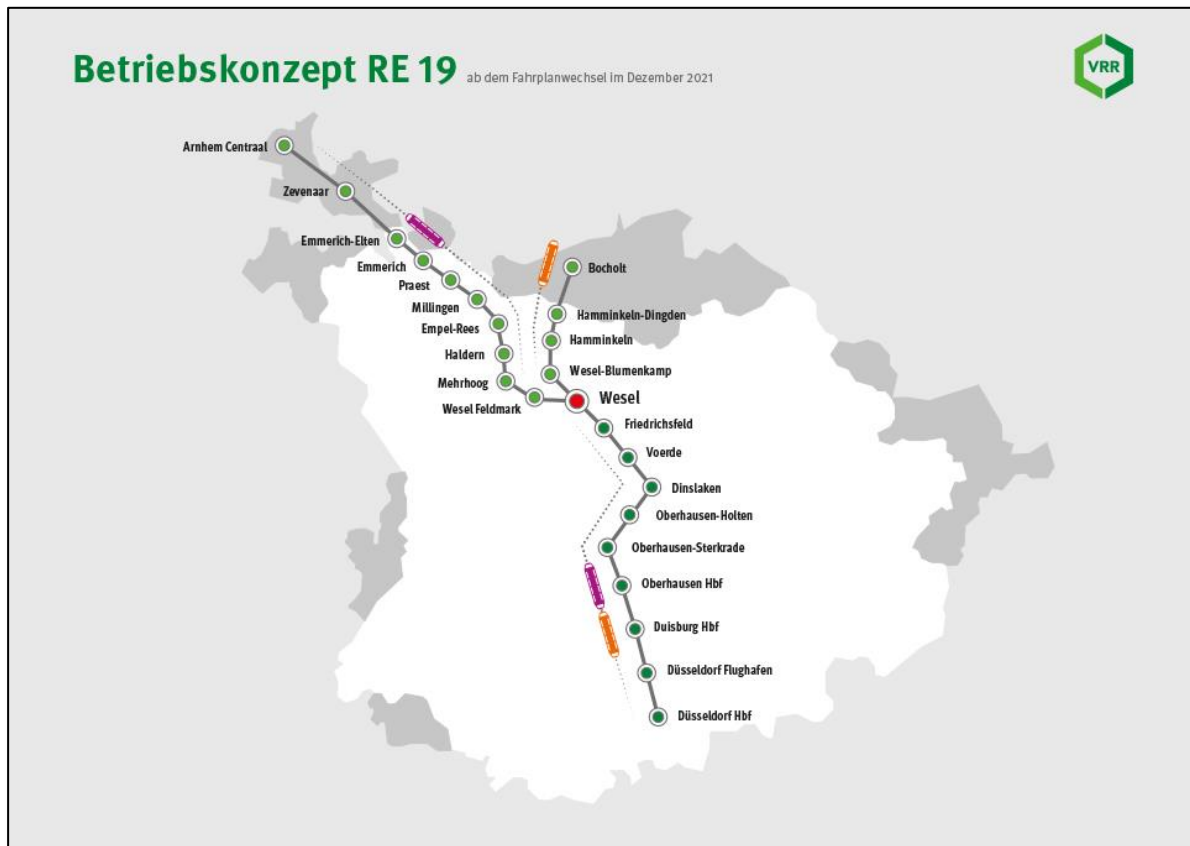 Betriebskonzept RE 19 ab dem Fahrplanwechsel im Dezember 2021
VRR
Arnhem Centraal
Zevenaar
Emmerich-Elten
Emmerich
Praest
Millingen
Empel-Rees
Haldern
Mehrhoog
Wesel Feldmark
Bocholt
Hamminkeln-Dingden
Hamminkeln
Wesel-Blumenkamp
Wesel
Friedrichsfeld
Voerde
Dinslaken
Oberhausen-Holten
Oberhausen-Sterkrade
Oberhausen Hbf
Duisburg Hbf
Düsseldorf Flughafen
Düsseldorf Hbf